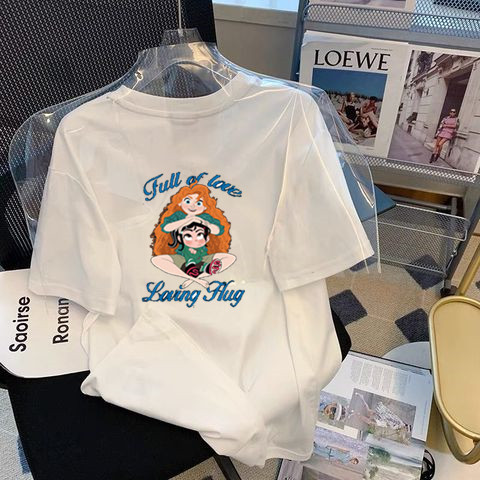 LOEWE
Full of love
Loving Hug
Saoirse
Ronan